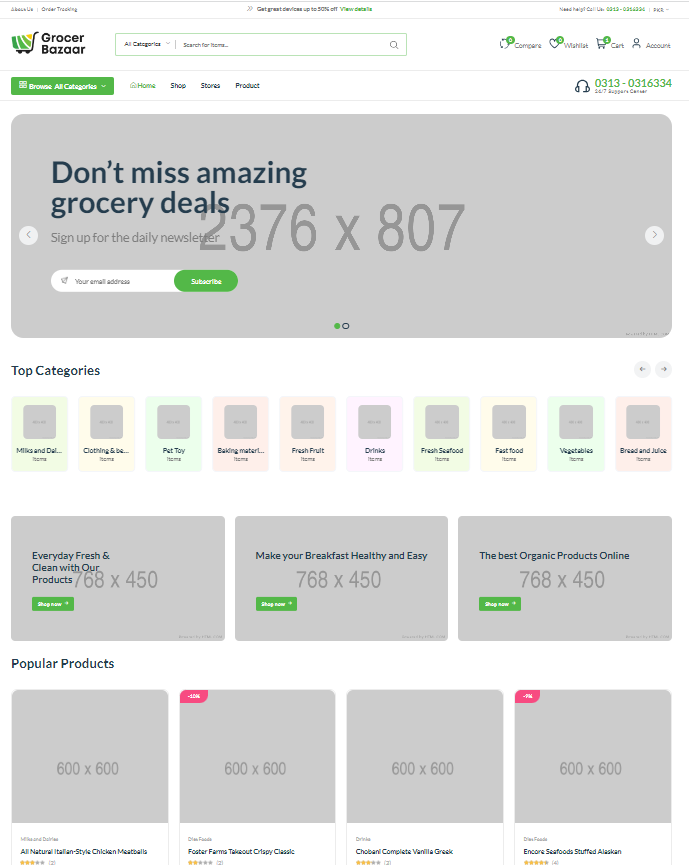 About Us | Order Tracking
Get great devices up to 50% off View details
Need help? Call Us: 0313 - 0316334 | PKR
Grocer
Bazaar
All Categories
Search for items...
0 Compare
0 Wishlist
3 Cart
Account
Browse All Categories
Home
Shop
Stores
Product
0313 - 0316334
24/7 Support Center
Don't miss amazing
grocery deals
2376 x 807
Sign up for the daily newsletter
Your email address
Subscribe
Top Categories
Milks and Dai...
Items
Clothing & be...
Items
Pet Toy
Items
Baking materi...
Items
Fresh Fruit
Items
Drinks
Items
Fresh Seafood
Items
Fast food
Items
Vegetables
Items
Bread and Juice
Items
Everyday Fresh &
Clean with Our
Products
768 x 450
Shop now
Make your Breakfast Healthy and Easy
768 x 450
Shop now
The best Organic Products Online
768 x 450
Shop now
Popular Products
600 x 600
Milks and Dairies
All Natural Italian-Style Chicken Meatballs
(2)
-10%
600 x 600
Diet Foods
Foster Farms Takeout Crispy Classic
(2)
600 x 600
Drinks
Chobani Complete Vanilla Greek
(2)
-9%
600 x 600
Diet Foods
Encore Seafoods Stuffed Alaskan
(4)